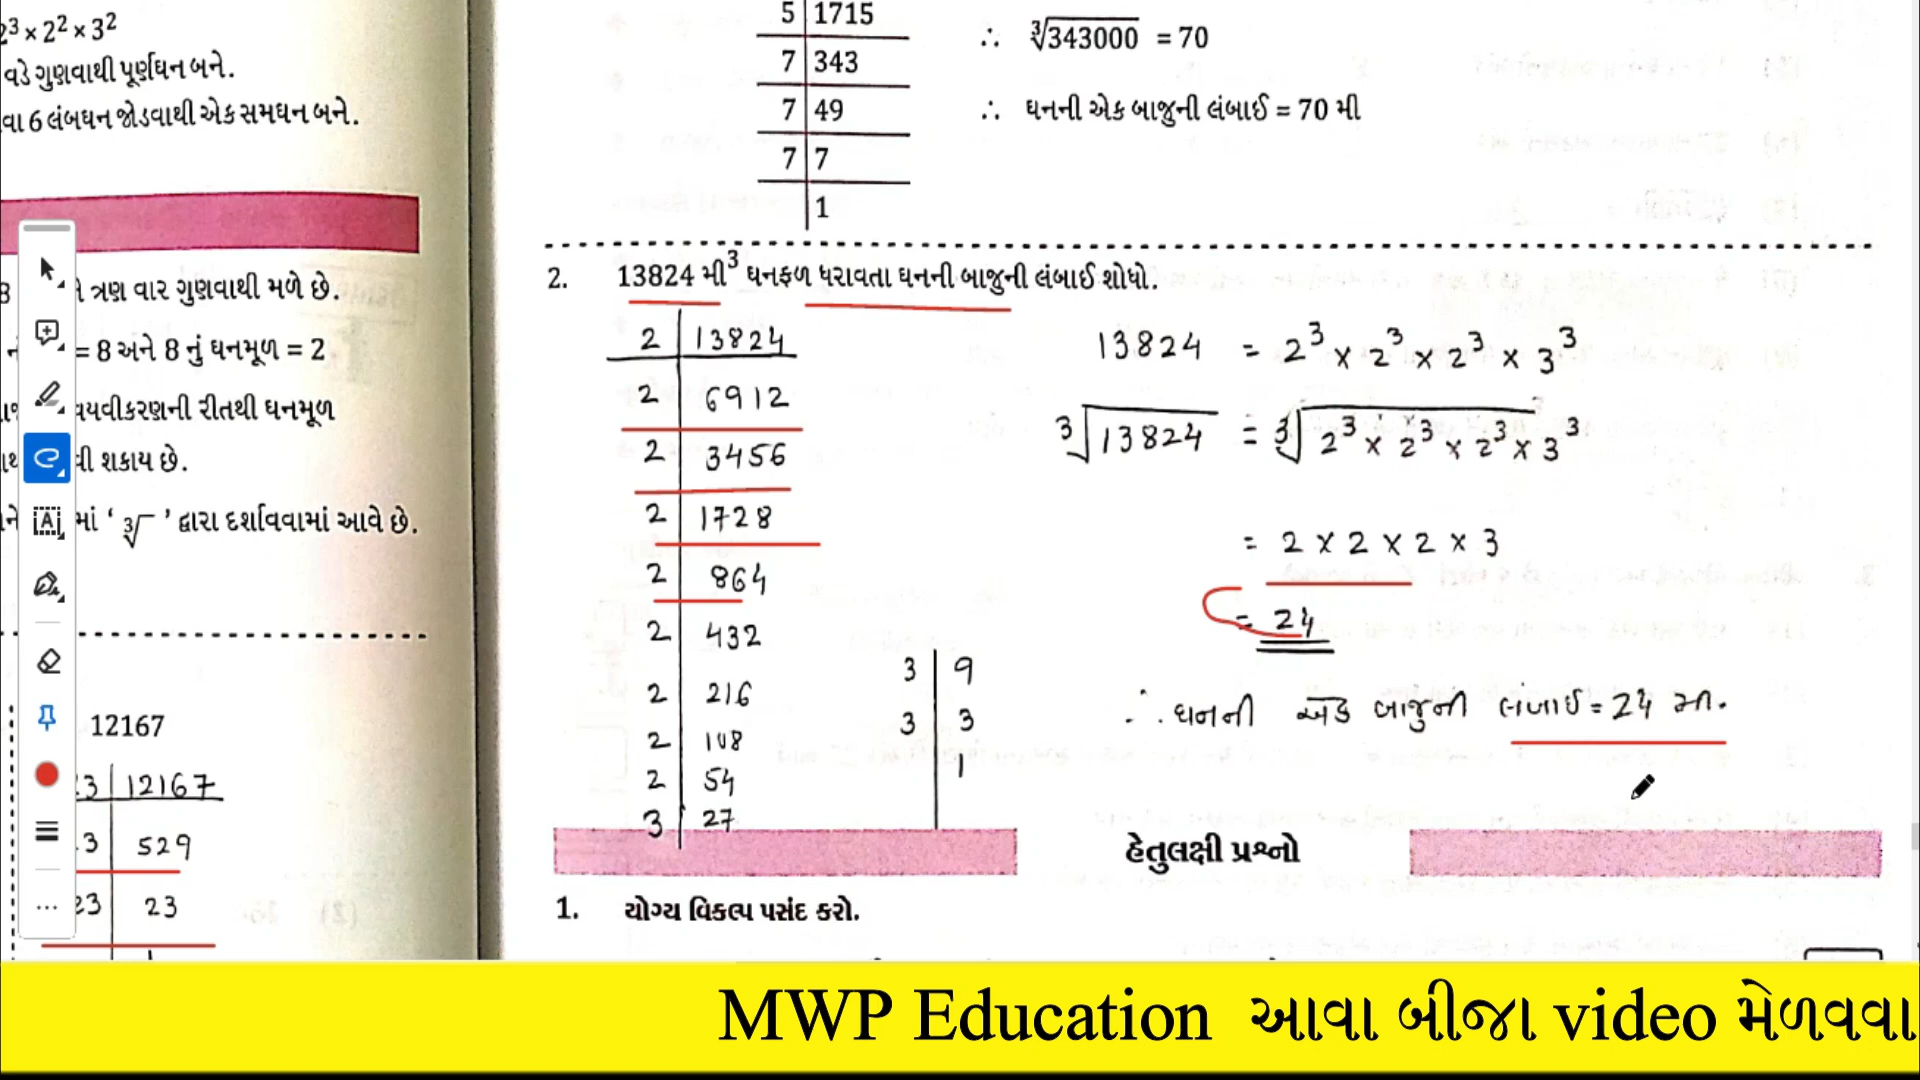 2³ × 2² × 3²
વડે ગુણવાથી પૂર્ણઘન બને.
વા 6 લંબઘન જોડવાથી એક સમઘન બને.
ત્રણ વાર ગુણવાથી મળે છે.
= 8 અને 8 નું ઘનમૂળ = 2
વયવીકરણની રીતથી ઘનમૂળ
વી શકાય છે.
માં ‘ ∛ ’ દ્વારા દર્શાવવામાં આવે છે.
12167
23 | 12167
3 | 529
23 | 23
5 | 1715
7 | 343
7 | 49
7 | 7
1
∴ ∛343000 = 70
∴ ઘનની એક બાજુની લંબાઈ = 70 મી
2. 13824 મી³ ઘનફળ ધરાવતા ઘનની બાજુની લંબાઈ શોધો.
2 | 13824
2 | 6912
2 | 3456
2 | 1728
2 | 864
2 | 432
2 | 216
2 | 108
2 | 54
3 | 27
3 | 9
3 | 3
1
13824 = 2³ × 2³ × 2³ × 3³
∛13824 = ∛2³ × 2³ × 2³ × 3³
= 2 × 2 × 2 × 3
= 24
∴ ઘનની એક બાજુની લંબાઈ = 24 મી.
હેતુલક્ષી પ્રશ્નો
1. યોગ્ય વિકલ્પ પસંદ કરો.
MWP Education આવા બીજા video મેળવવા